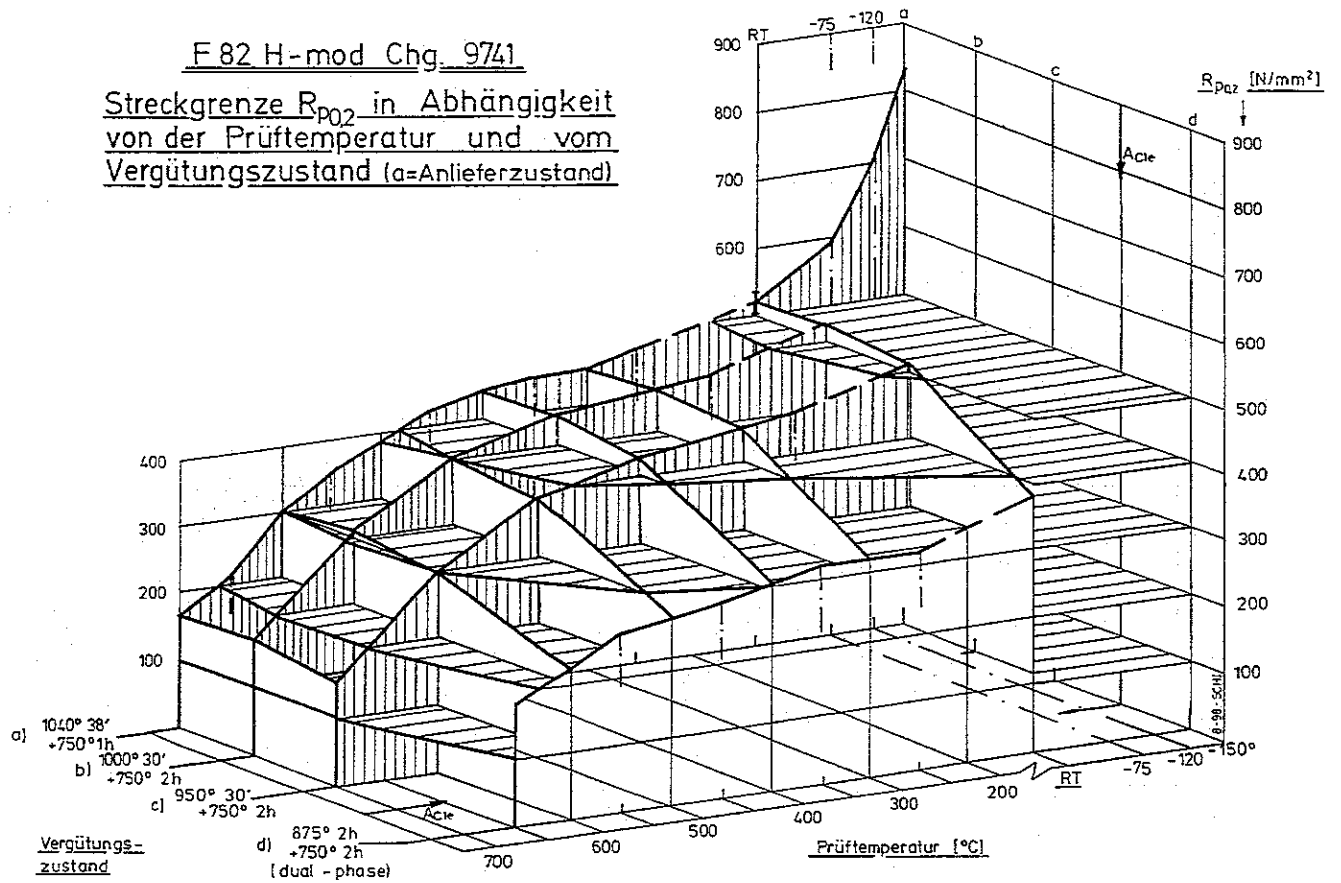 F 82 H-mod Chg. 9741
Streckgrenze RP0,2 in Abhängigkeit
von der Prüftemperatur und vom
Vergütungszustand (a=Anlieferzustand)
RT -75 -120 a
b
c
d
900
800
700
600
RP0,2 [N/mm²]
AC1e
900
800
700
600
500
400
300
200
100
400
300
200
100
a) 1040° 38'
+750° 1h
b) 1000° 30'
+750° 2h
c) 950° 30'
+750° 2h
d) 875° 2h
+750° 2h
(dual-phase)
AC1e
Vergütungs-
zustand
700 600 500 400 300 200 RT -75 -120 -150°
Prüftemperatur [°C]